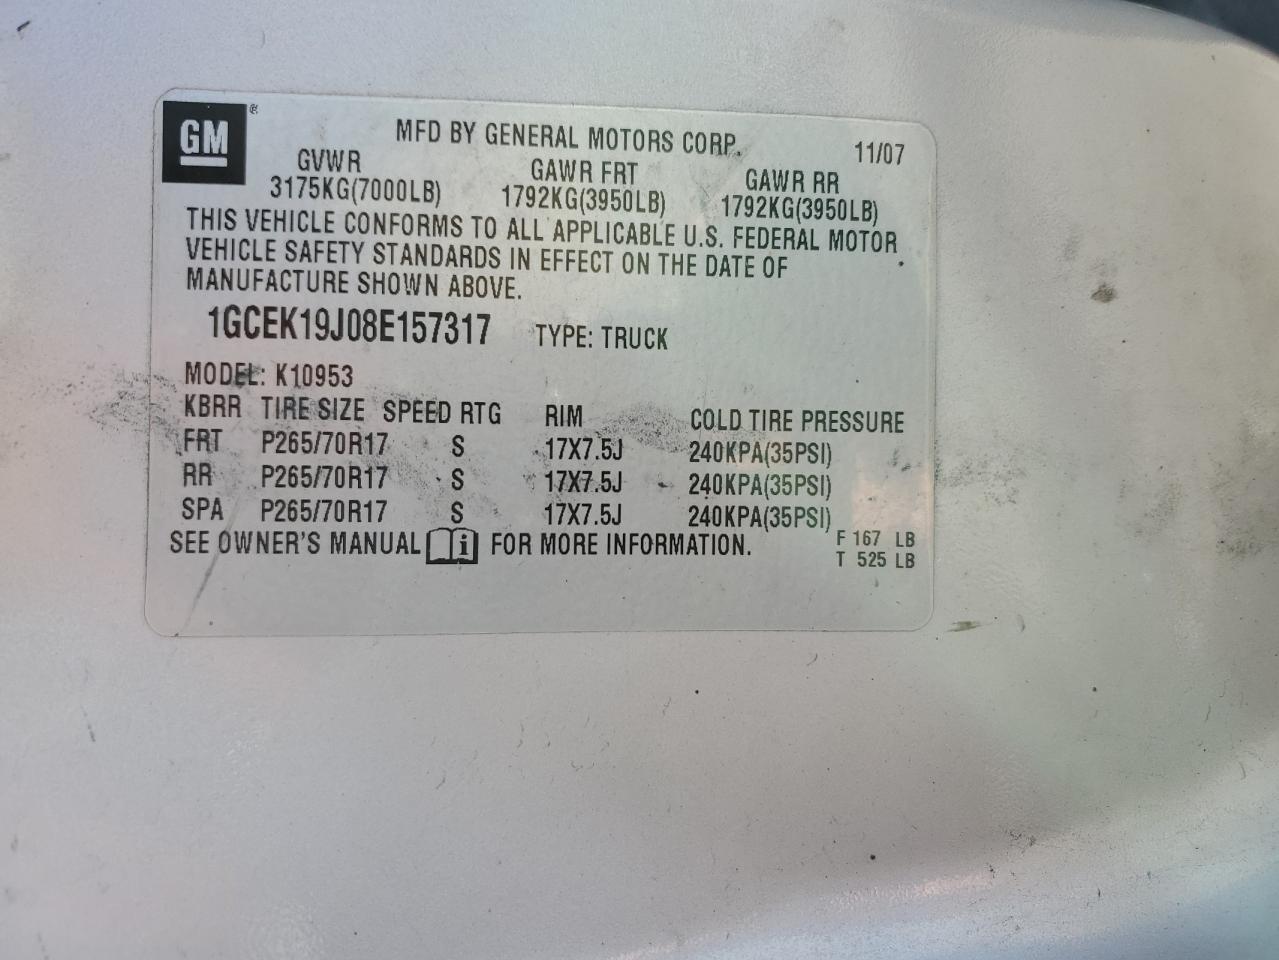 GM ®
MFD BY GENERAL MOTORS CORP. 11/07
GVWR GAWR FRT GAWR RR
3175KG(7000LB) 1792KG(3950LB) 1792KG(3950LB)
THIS VEHICLE CONFORMS TO ALL APPLICABLE U.S. FEDERAL MOTOR
VEHICLE SAFETY STANDARDS IN EFFECT ON THE DATE OF
MANUFACTURE SHOWN ABOVE.
1GCEK19J08E157317 TYPE: TRUCK
MODEL: K10953
KBRR TIRE SIZE SPEED RTG RIM COLD TIRE PRESSURE
FRT P265/70R17 S 17X7.5J 240KPA(35PSI)
RR P265/70R17 S 17X7.5J 240KPA(35PSI)
SPA P265/70R17 S 17X7.5J 240KPA(35PSI)
SEE OWNER'S MANUAL i FOR MORE INFORMATION.
F 167 LB
T 525 LB